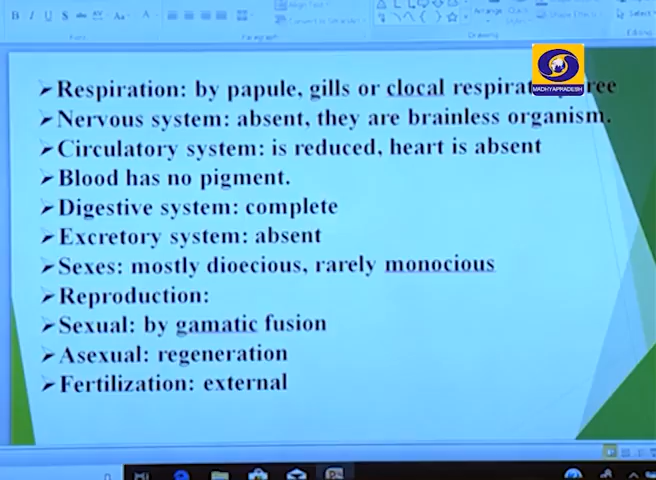 Respiration: by papule, gills or clocal respirat ree
Nervous system: absent, they are brainless organism.
Circulatory system: is reduced, heart is absent
Blood has no pigment.
Digestive system: complete
Excretory system: absent
Sexes: mostly dioecious, rarely monocious
Reproduction:
Sexual: by gamatic fusion
Asexual: regeneration
Fertilization: external
MADHYAPRADESH